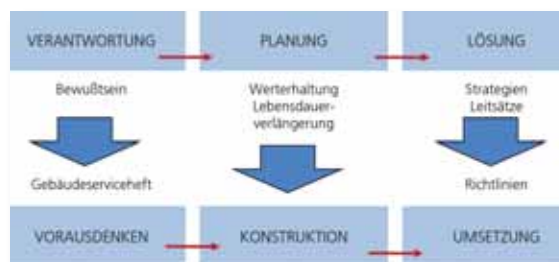 VERANTWORTUNG
PLANUNG
LÖSUNG
Bewußtsein
Werterhaltung
Lebensdauer-
verlängerung
Strategien
Leitsätze
Gebäudeserviceheft
Richtlinien
VORAUSDENKEN
KONSTRUKTION
UMSETZUNG